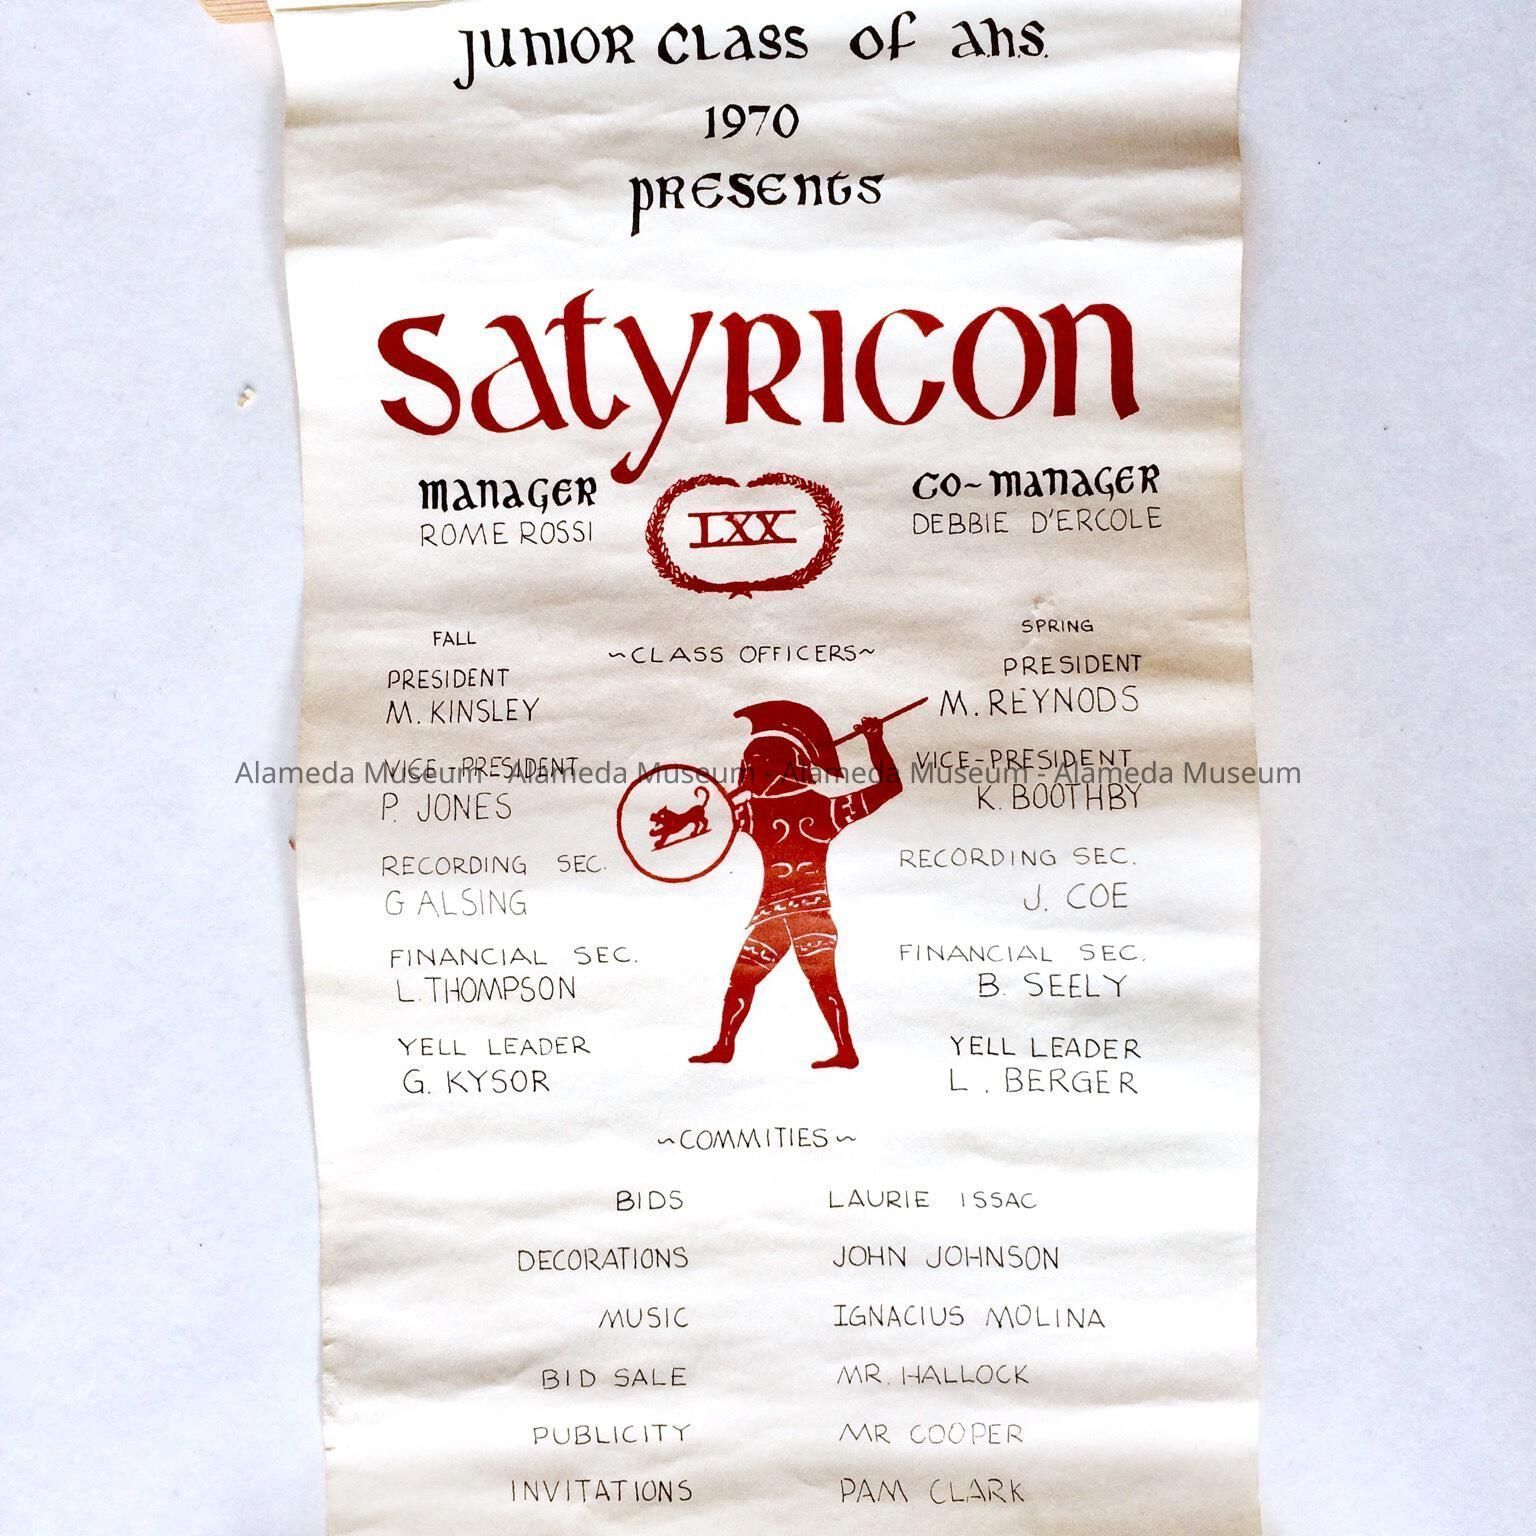 JUNIOR CLASS OF A.H.S.
1970
PRESENTS
SATYRICON
MANAGER
ROME ROSSI
LXX
CO-MANAGER
DEBBIE D'ERCOLE
~CLASS OFFICERS~
FALL
PRESIDENT
M. KINSLEY
VICE-PRESIDENT
P. JONES
RECORDING SEC.
G ALSING
FINANCIAL SEC.
L. THOMPSON
YELL LEADER
G. KYSOR
SPRING
PRESIDENT
M. REYNODS
VICE-PRESIDENT
K. BOOTHBY
RECORDING SEC.
J. COE
FINANCIAL SEC.
B. SEELY
YELL LEADER
L. BERGER
Alameda Museum - Alameda Museum - Alameda Museum - Alameda Museum
~COMMITIES~
BIDS LAURIE ISSAC
DECORATIONS JOHN JOHNSON
MUSIC IGNACIUS MOLINA
BID SALE MR. HALLOCK
PUBLICITY MR COOPER
INVITATIONS PAM CLARK